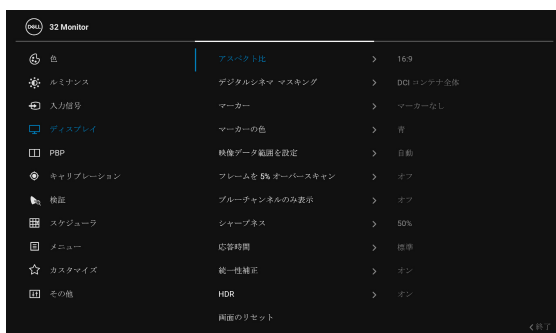 DELL 32 Monitor
色
ルミナンス
入力信号
ディスプレイ
PBP
キャリブレーション
検証
スケジューラ
メニュー
カスタマイズ
その他
アスペクト比 > 16:9
デジタルシネマ マスキング > DCI コンテナ全体
マーカー > マーカーなし
マーカーの色 > 青
映像データ範囲を設定 > 自動
フレームを 5% オーバースキャン > オフ
ブルーチャンネルのみ表示 > オフ
シャープネス > 50%
応答時間 > 標準
統一性補正 > オン
HDR > オン
画面のリセット
<終了